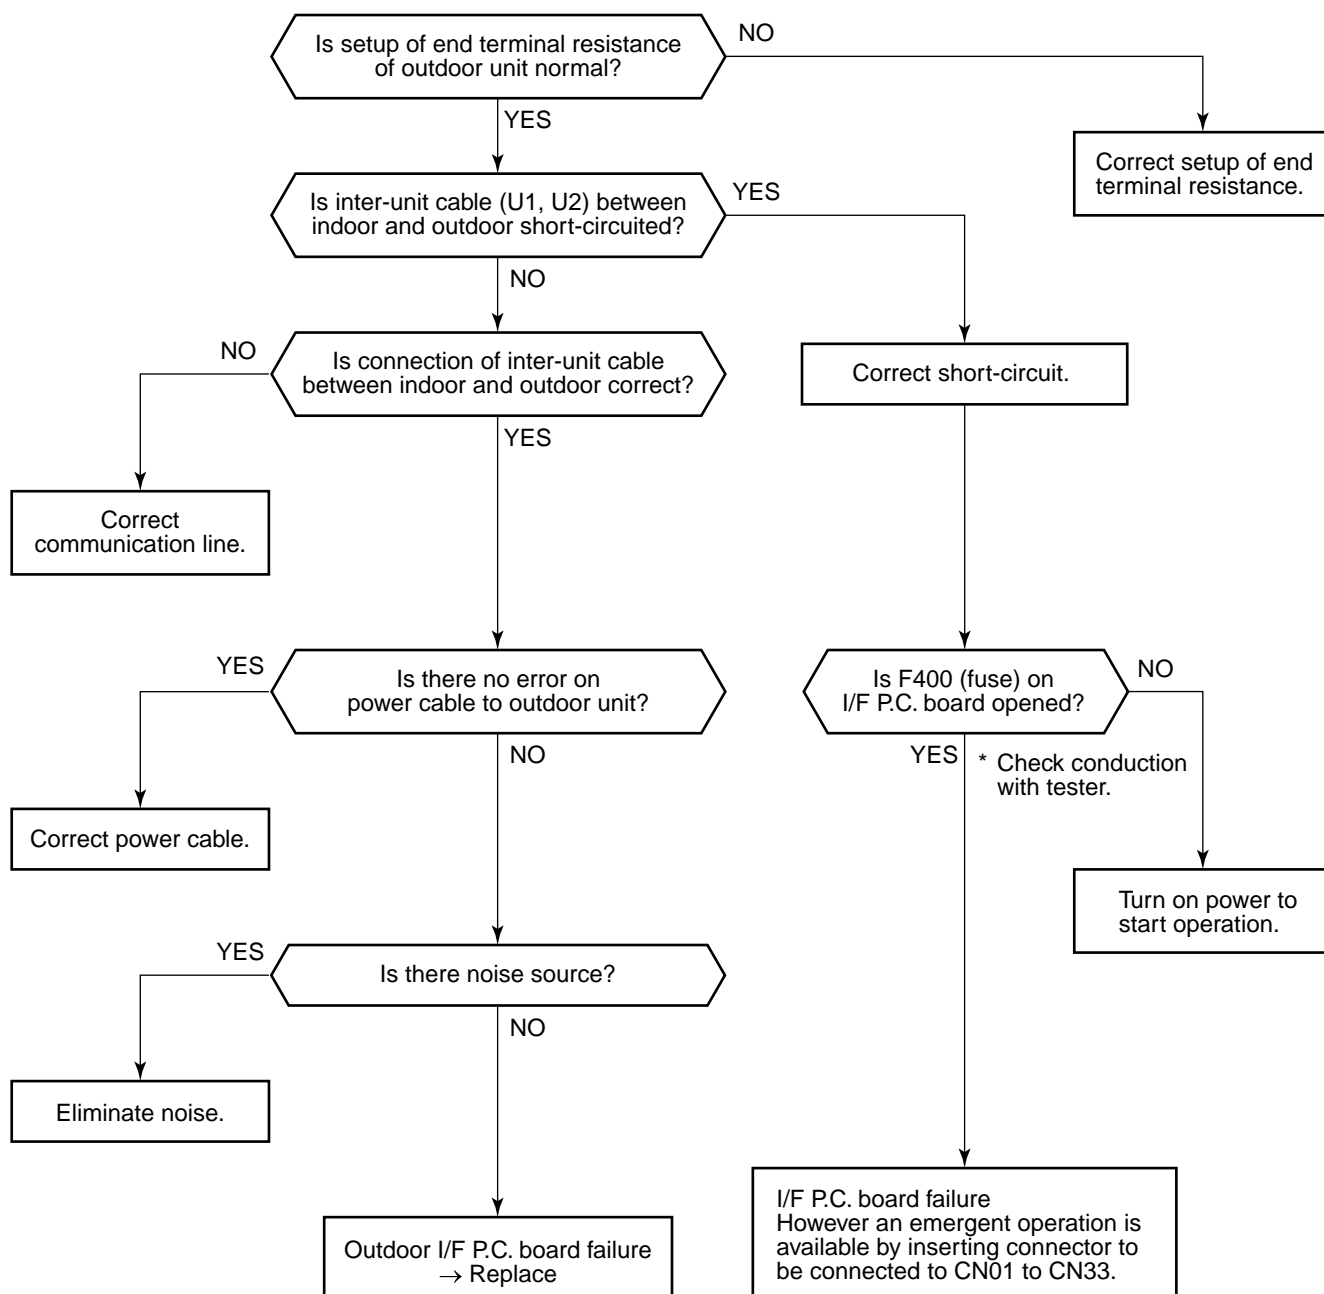 Is setup of end terminal resistance
of outdoor unit normal?
NO
YES
Correct setup of end
terminal resistance.
Is inter-unit cable (U1, U2) between
indoor and outdoor short-circuited?
YES
NO
NO
Is connection of inter-unit cable
between indoor and outdoor correct?
Correct short-circuit.
YES
Correct
communication line.
YES
Is there no error on
power cable to outdoor unit?
Is F400 (fuse) on
I/F P.C. board opened?
NO
NO
YES
* Check conduction
with tester.
Correct power cable.
Turn on power to
start operation.
YES
Is there noise source?
NO
Eliminate noise.
Outdoor I/F P.C. board failure
→ Replace
I/F P.C. board failure
However an emergent operation is
available by inserting connector to
be connected to CN01 to CN33.